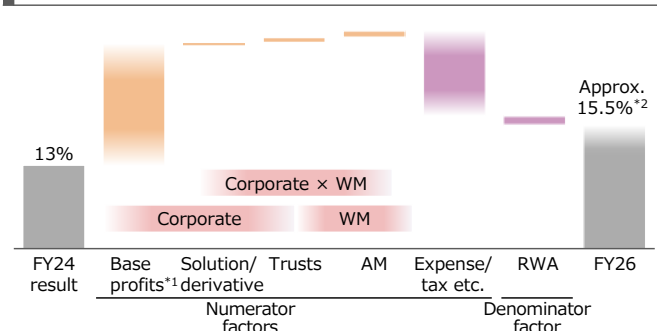 13%
Approx.
15.5%*2
Corporate × WM
Corporate
WM
FY24
result
Base
profits*1
Solution/
derivative
Trusts
AM
Expense/
tax etc.
RWA
FY26
Numerator
factors
Denominator
factor